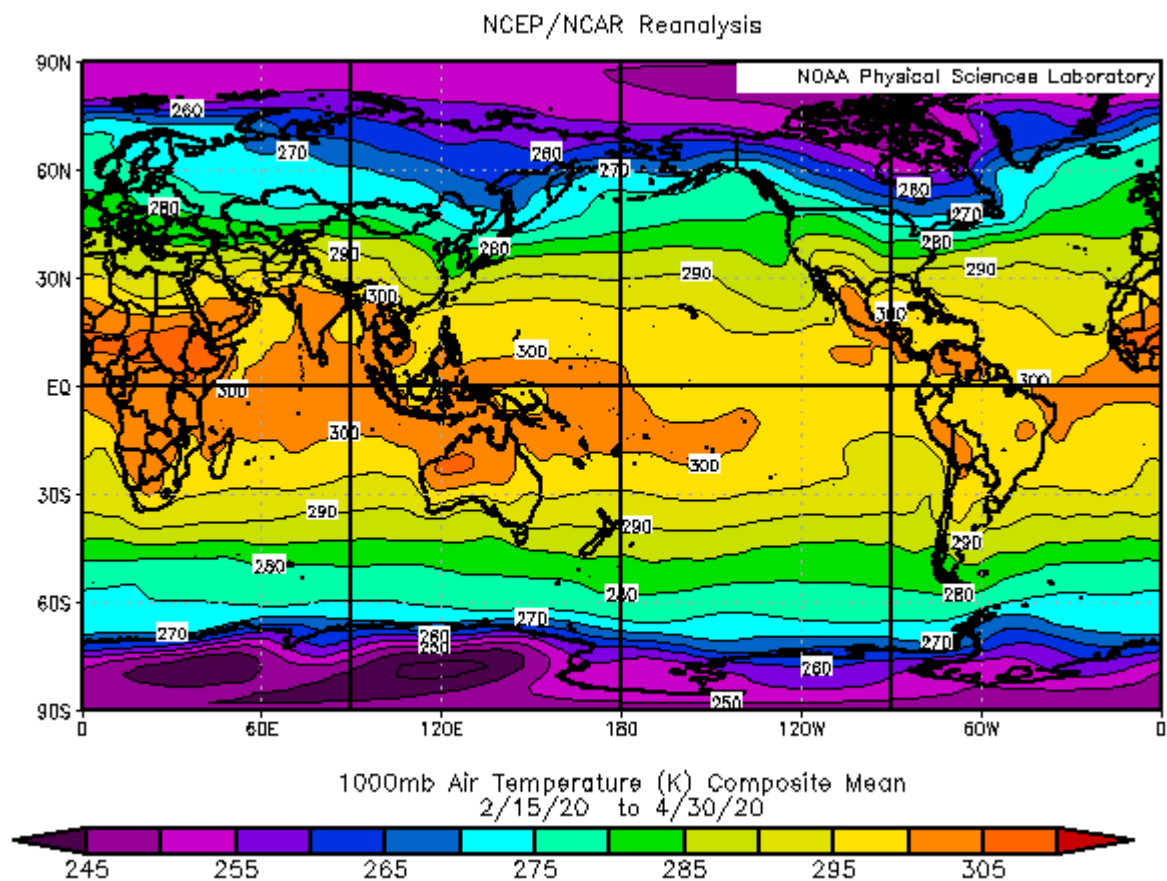 NCEP/NCAR Reanalysis
90N
NOAA Physical Sciences Laboratory
260
270
260
60N
270
260
280
270
280
280
290
290
290
30N
300
300
300
300
EQ
300
300
300
30S
290
290
290
280
280
280
60S
270
270
260
250
270
260
250
90S
0 60E 120E 180 120W 60W 0
1000mb Air Temperature (K) Composite Mean
2/15/20 to 4/30/20
245 255 265 275 285 295 305